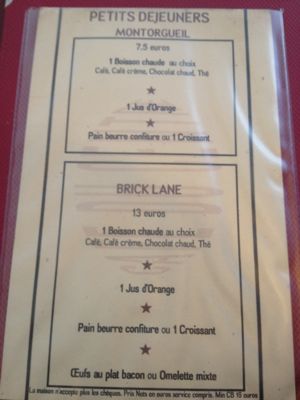 PETITS DEJEUNERS
MONTORGUEIL
7.5 euros
1 Boisson chaude au choix
Café, Café crème, Chocolat chaud, Thé
1 Jus d'Orange
Pain beurre confiture ou 1 Croissant
BRICK LANE
13 euros
1 Boisson chaude au choix
Café, Café crème, Chocolat chaud, Thé
1 Jus d'Orange
Pain beurre confiture ou 1 Croissant
Œufs au plat bacon ou Omelette mixte
La maison n'accepte plus les chèques. Prix Nets en euros service compris. Min CB 15 euros